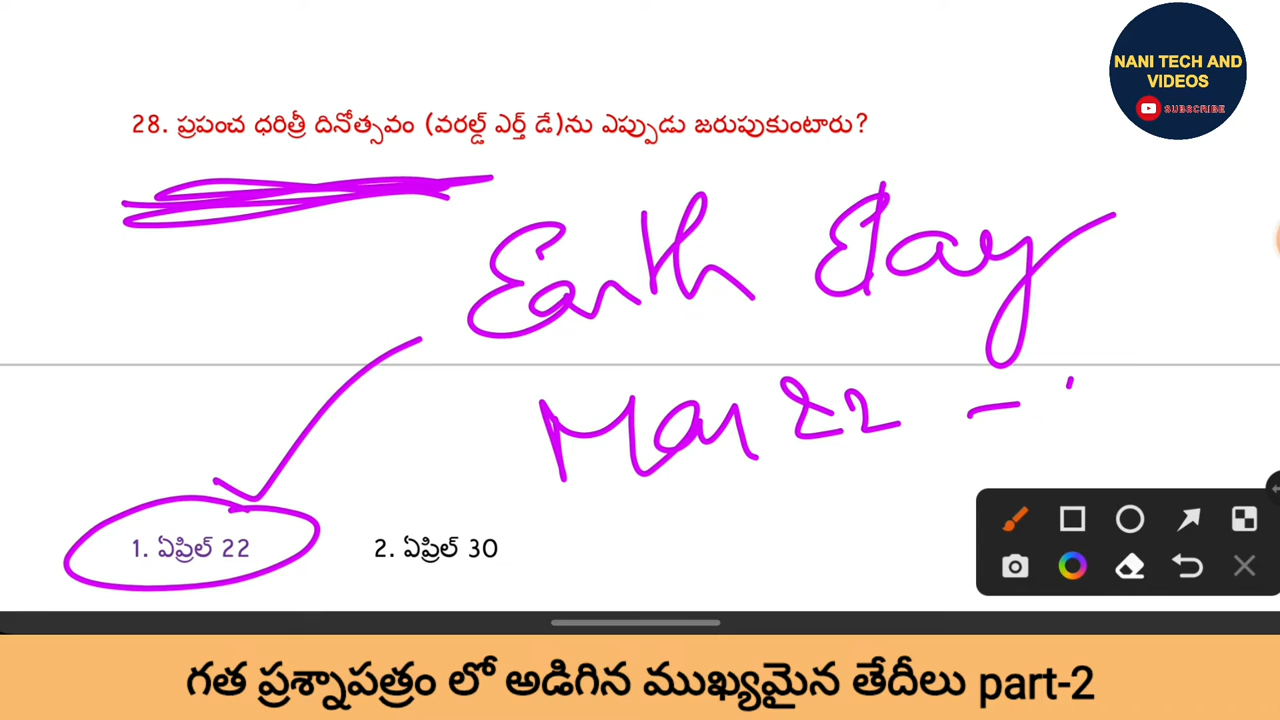 NANI TECH AND
VIDEOS
SUBSCRIBE
28. ప్రపంచ ధరిత్రీ దినోత్సవం (వరల్డ్ ఎర్త్ డే)ను ఎప్పుడు జరుపుకుంటారు?
Earth day
Mar 22 -
1. ఏప్రిల్ 22
2. ఏప్రిల్ 30
గత ప్రశ్నాపత్రం లో అడిగిన ముఖ్యమైన తేదీలు part-2